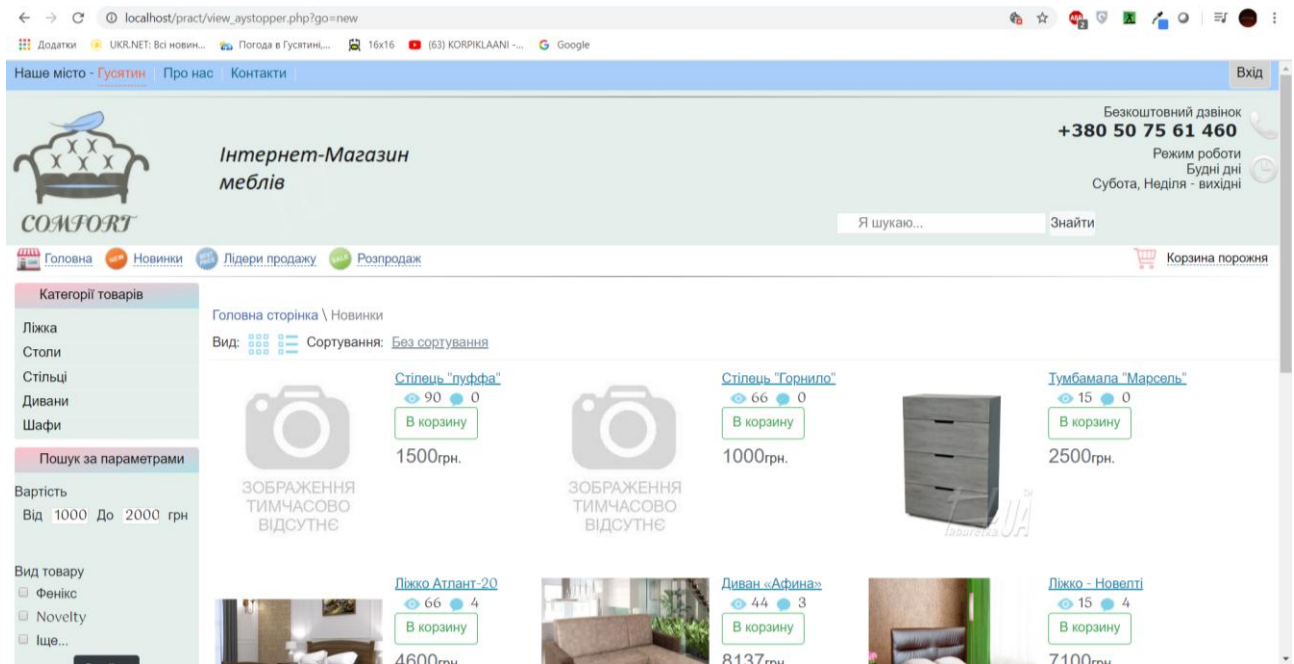 localhost/pract/view_aystopper.php?go=new
Додатки UKR.NET: Всі новин... Погода в Гусятині,... 16x16 (63) KORPIKLAANI -... Google
Наше місто - Гусятин Про нас Контакти Вхід
Безкоштовний дзвінок
+380 50 75 61 460
Режим роботи
Будні дні
Субота, Неділя - вихідні
Інтернет-Магазин
меблів
COMFORT
Я шукаю... Знайти
Головна Новинки Лідери продажу Розпродаж Корзина порожня
Категорії товарів
Ліжка
Столи
Стільці
Дивани
Шафи
Пошук за параметрами
Вартість
Від 1000 До 2000 грн
Вид товару
Фенікс
Novelty
Іще...
Головна сторінка \ Новинки
Вид: Сортування: Без сортування
Стілець "пуффа"
90 0
В корзину
1500грн.
ЗОБРАЖЕННЯ
ТИМЧАСОВО
ВІДСУТНЄ
Стілець "Горнило"
66 0
В корзину
1000грн.
ЗОБРАЖЕННЯ
ТИМЧАСОВО
ВІДСУТНЄ
Тумбамала "Марсель"
15 0
В корзину
2500грн.
Ліжко Атлант-20
66 4
В корзину
4600грн.
Диван «Афина»
44 3
В корзину
8137грн.
Ліжко - Новелті
15 4
В корзину
7100грн.